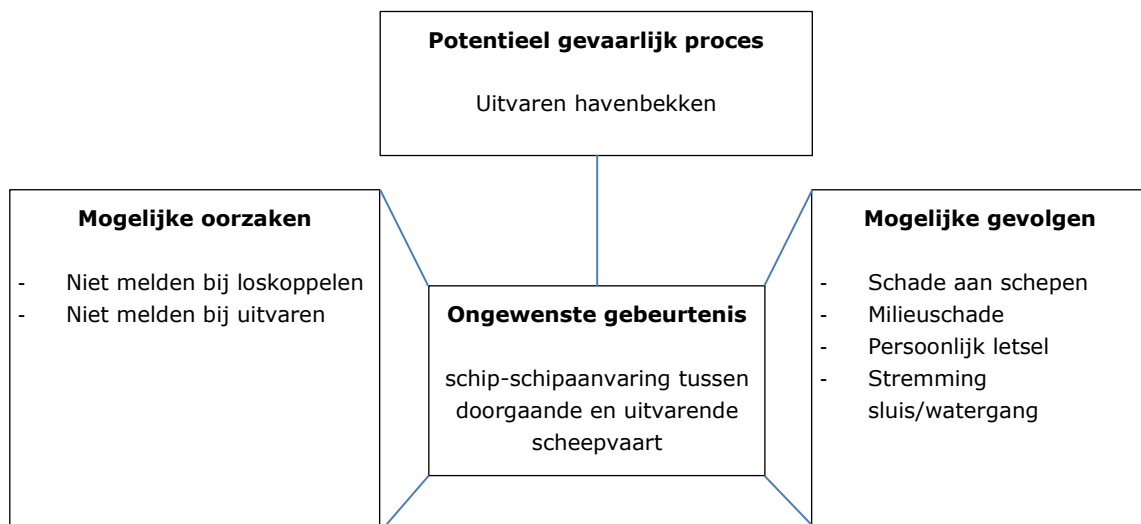 Potentieel gevaarlijk proces
Uitvaren havenbekken
Mogelijke oorzaken
- Niet melden bij loskoppelen
- Niet melden bij uitvaren
Ongewenste gebeurtenis
schip-schipaanvaring tussen
doorgaande en uitvarende
scheepvaart
Mogelijke gevolgen
- Schade aan schepen
- Milieuschade
- Persoonlijk letsel
- Stremming
sluis/watergang